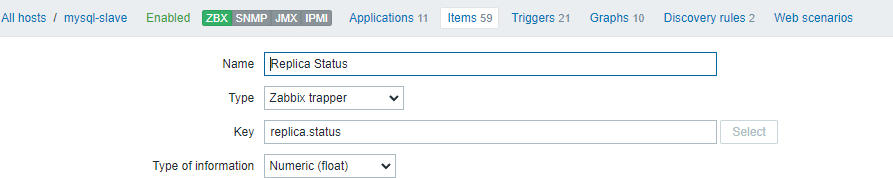 All hosts / mysql-slave Enabled ZBX SNMP JMX IPMI Applications 11 Items 59 Triggers 21 Graphs 10 Discovery rules 2 Web scenarios
Name Replica Status
Type Zabbix trapper
Key replica.status Select
Type of information Numeric (float)